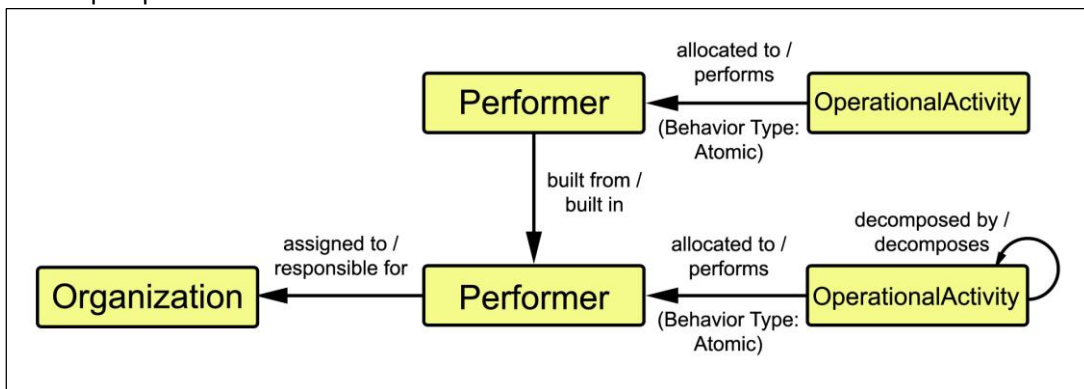 allocated to /
performs
Performer
OperationalActivity
(Behavior Type:
Atomic)
built from /
built in
decomposed by /
decomposes
assigned to /
responsible for
allocated to /
performs
Organization
Performer
OperationalActivity
(Behavior Type:
Atomic)